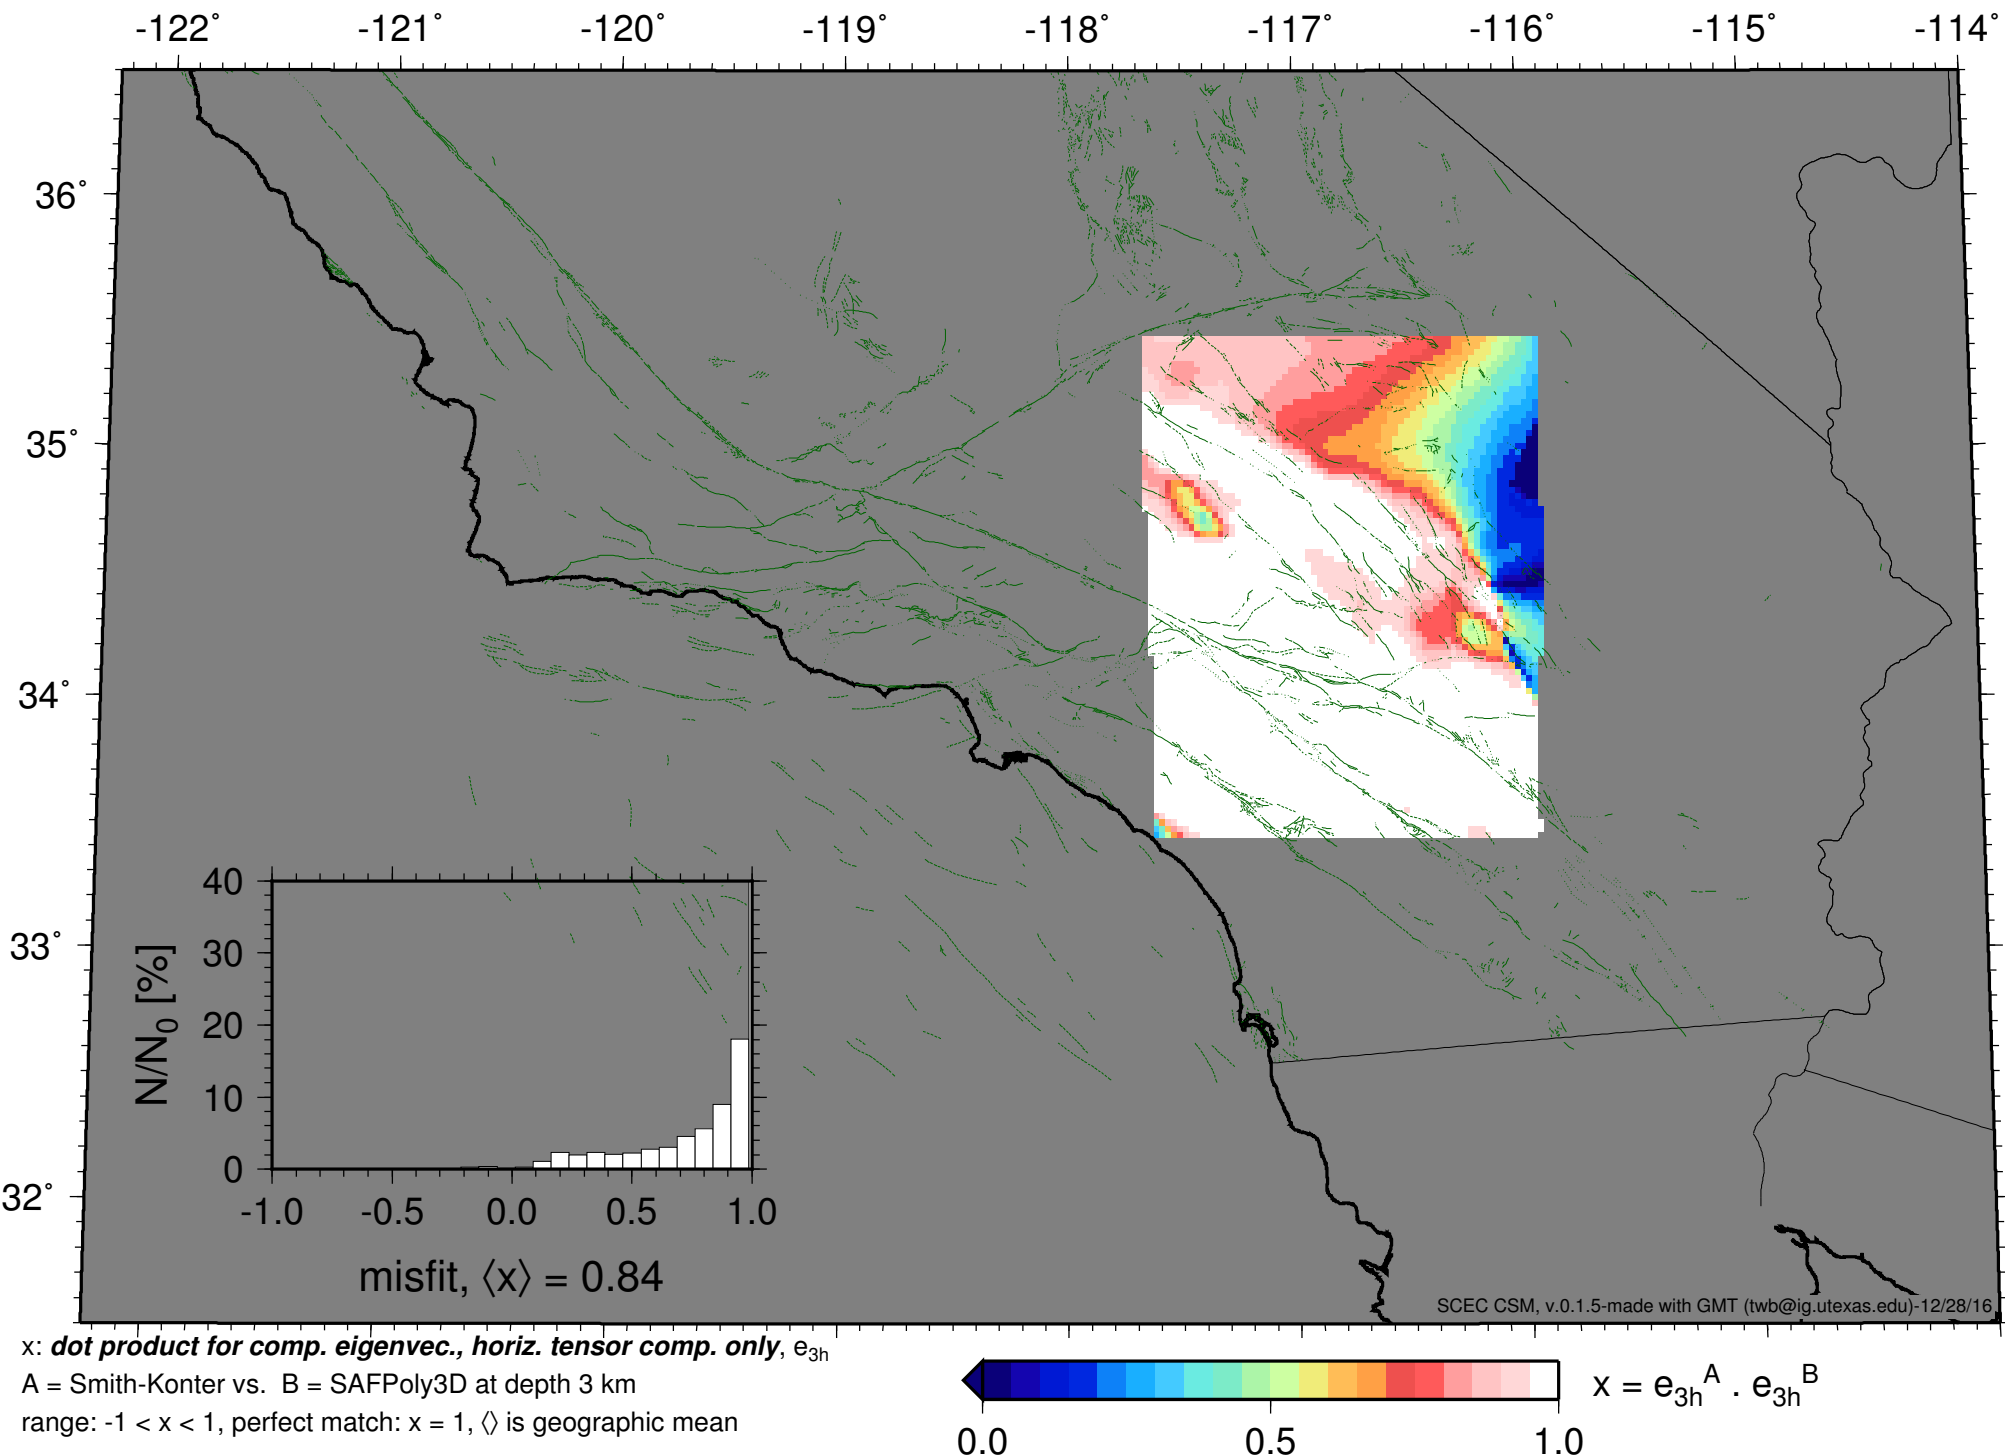 -122° -121° -120° -119° -118° -117° -116° -115° -114°
36°
35°
34°
33°
32°
40
30
20
10
0
N/N0 [%]
-1.0 -0.5 0.0 0.5 1.0
misfit, ⟨x⟩ = 0.84
SCEC CSM, v.0.1.5-made with GMT (twb@ig.utexas.edu)-12/28/16
x: dot product for comp. eigenvec., horiz. tensor comp. only, e3h
A = Smith-Konter vs. B = SAFPoly3D at depth 3 km
range: -1 < x < 1, perfect match: x = 1, ⟨⟩ is geographic mean
x = e3h^A . e3h^B
0.0 0.5 1.0